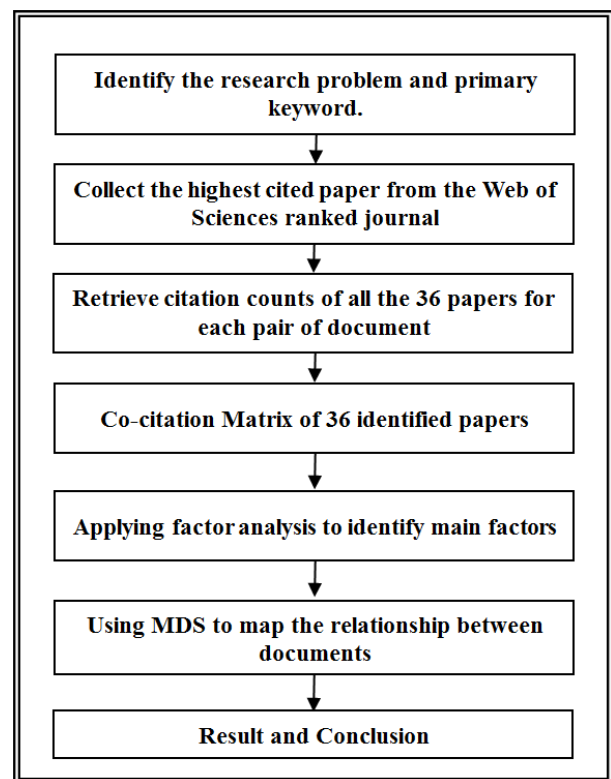 Identify the research problem and primary
keyword.
Collect the highest cited paper from the Web of
Sciences ranked journal
Retrieve citation counts of all the 36 papers for
each pair of document
Co-citation Matrix of 36 identified papers
Applying factor analysis to identify main factors
Using MDS to map the relationship between
documents
Result and Conclusion